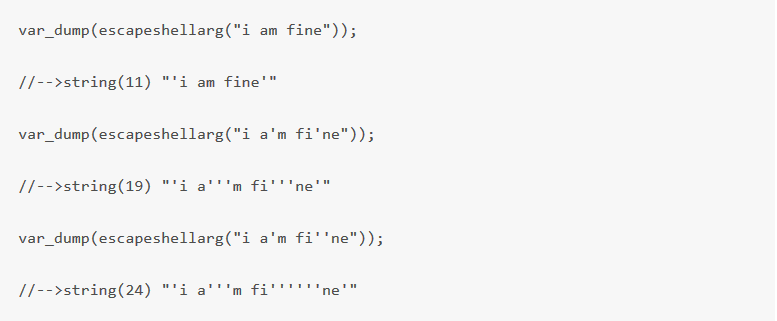 var_dump(escapeshellarg("i am fine"));
//-->string(11) "'i am fine'"
var_dump(escapeshellarg("i a'm fi'ne"));
//-->string(19) "'i a'''m fi'''ne'"
var_dump(escapeshellarg("i a'm fi''ne"));
//-->string(24) "'i a'''m fi''''''ne'"